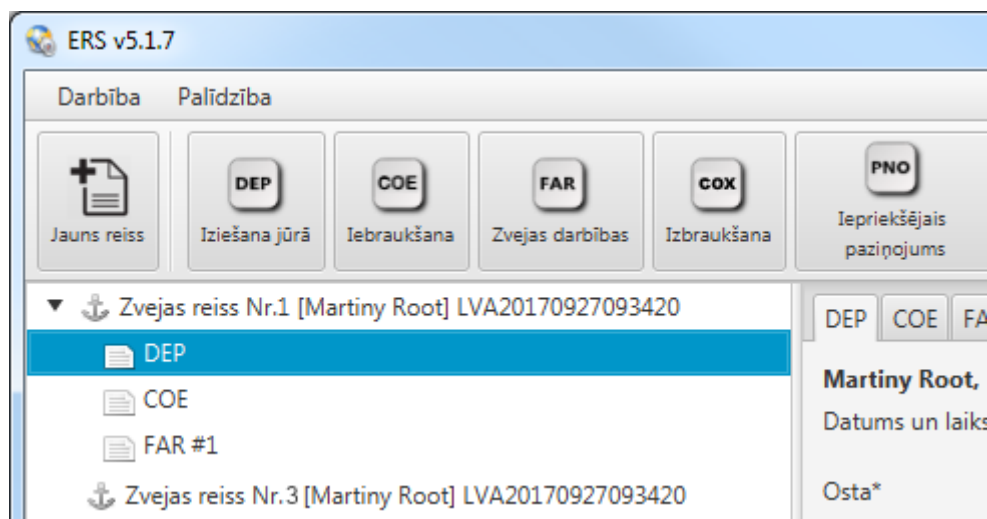 ERS v5.1.7
Darbība Palīdzība
DEP COE FAR COX PNO
Jauns reiss Iziešana jūrā Iebraukšana Zvejas darbības Izbraukšana Iepriekšējais
paziņojums
Zvejas reiss Nr.1 [Martiny Root] LVA20170927093420
DEP
COE
FAR #1
Zvejas reiss Nr.3 [Martiny Root] LVA20170927093420
DEP COE FA
Martiny Root,
Datums un laiks
Osta*